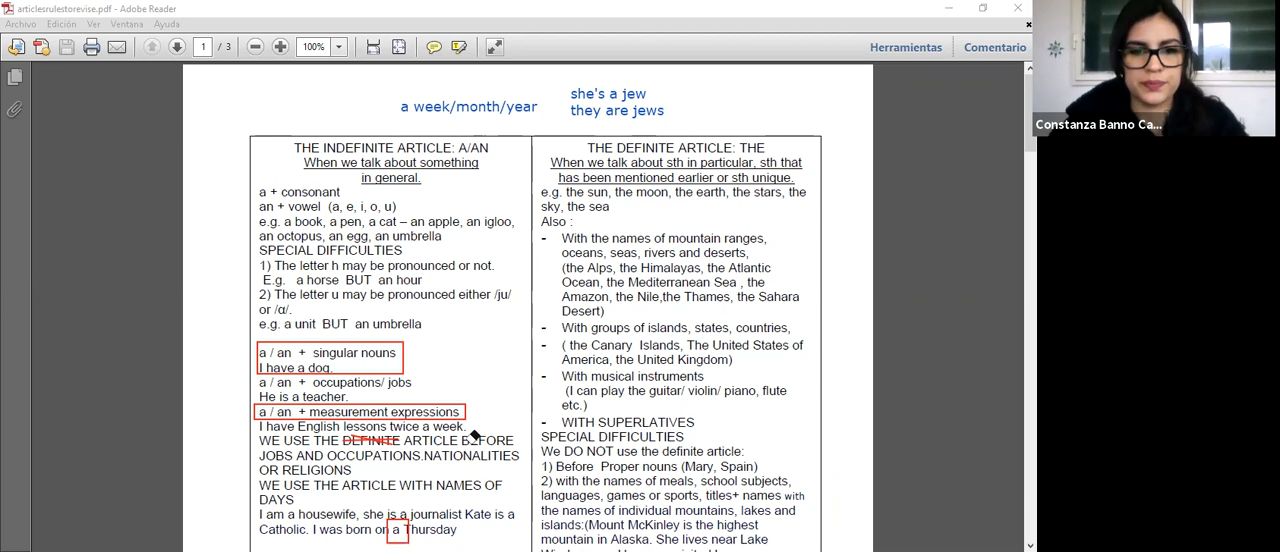 articlesrulestorevise.pdf - Adobe Reader
Archivo Edición Ver Ventana Ayuda
1 / 3 100% Herramientas Comentario
Constanza Banno Ca...
a week/month/year
she's a jew
they are jews
THE INDEFINITE ARTICLE: A/AN
When we talk about something
in general.
a + consonant
an + vowel (a, e, i, o, u)
e.g. a book, a pen, a cat – an apple, an igloo,
an octopus, an egg, an umbrella
SPECIAL DIFFICULTIES
1) The letter h may be pronounced or not.
E.g. a horse BUT an hour
2) The letter u may be pronounced either /ju/
or /α/.
e.g. a unit BUT an umbrella
a / an + singular nouns
I have a dog.
a / an + occupations/ jobs
He is a teacher.
a / an + measurement expressions
I have English lessons twice a week.
WE USE THE DEFINITE ARTICLE BEFORE
JOBS AND OCCUPATIONS.NATIONALITIES
OR RELIGIONS
WE USE THE ARTICLE WITH NAMES OF
DAYS
I am a housewife, she is a journalist Kate is a
Catholic. I was born on a Thursday
THE DEFINITE ARTICLE: THE
When we talk about sth in particular, sth that
has been mentioned earlier or sth unique.
e.g. the sun, the moon, the earth, the stars, the
sky, the sea
Also :
- With the names of mountain ranges,
oceans, seas, rivers and deserts,
(the Alps, the Himalayas, the Atlantic
Ocean, the Mediterranean Sea , the
Amazon, the Nile,the Thames, the Sahara
Desert)
- With groups of islands, states, countries,
- ( the Canary Islands, The United States of
America, the United Kingdom)
- With musical instruments
(I can play the guitar/ violin/ piano, flute
etc.)
- WITH SUPERLATIVES
SPECIAL DIFFICULTIES
We DO NOT use the definite article:
1) Before Proper nouns (Mary, Spain)
2) with the names of meals, school subjects,
languages, games or sports, titles+ names with
the names of individual mountains, lakes and
islands:(Mount McKinley is the highest
mountain in Alaska. She lives near Lake